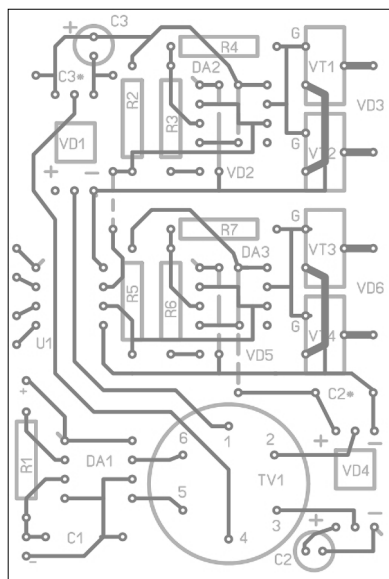 C3
R4
G
VT1
DA2
C3*
VD3
R2
R3
VD1
G
VT2
+
−
VD2
R7
G
VT3
DA3
R5
R6
VD6
U1
G
VT4
VD5
+
C2*
6
1
2
+
−
R1
DA1
TV1
VD4
5
3
+
−
C1
4
C2
−